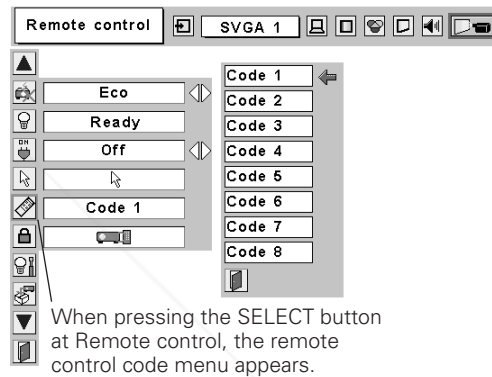 Remote control
SVGA 1
Eco
Ready
ON
Off
Code 1
Code 1
Code 2
Code 3
Code 4
Code 5
Code 6
Code 7
Code 8
When pressing the SELECT button
at Remote control, the remote
control code menu appears.